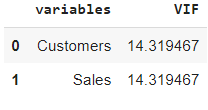 variables VIF
0 Customers 14.319467
1 Sales 14.319467